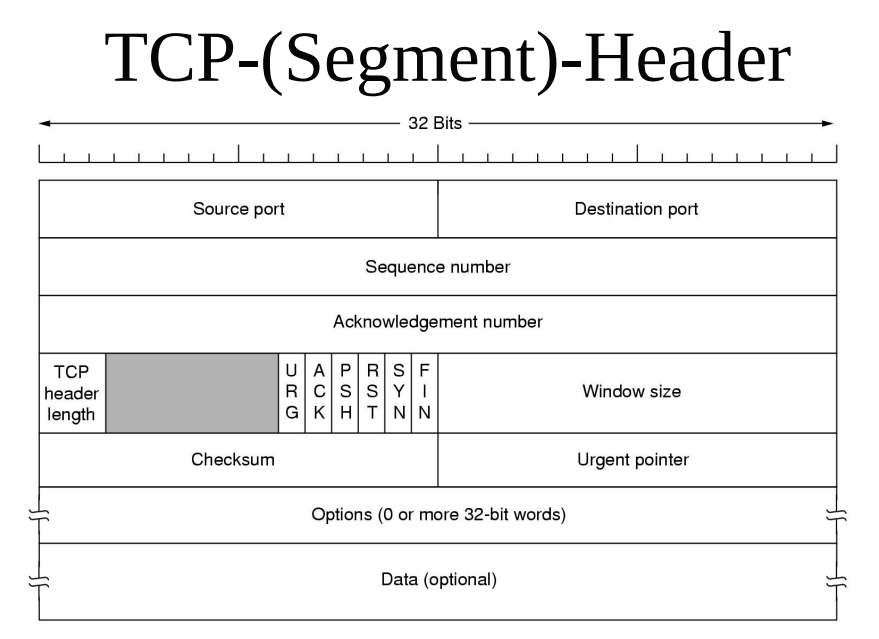 TCP-(Segment)-Header
32 Bits
Source port
Destination port
Sequence number
Acknowledgement number
TCP
header
length
URG
ACK
PSH
RST
SYN
FIN
Window size
Checksum
Urgent pointer
Options (0 or more 32-bit words)
Data (optional)